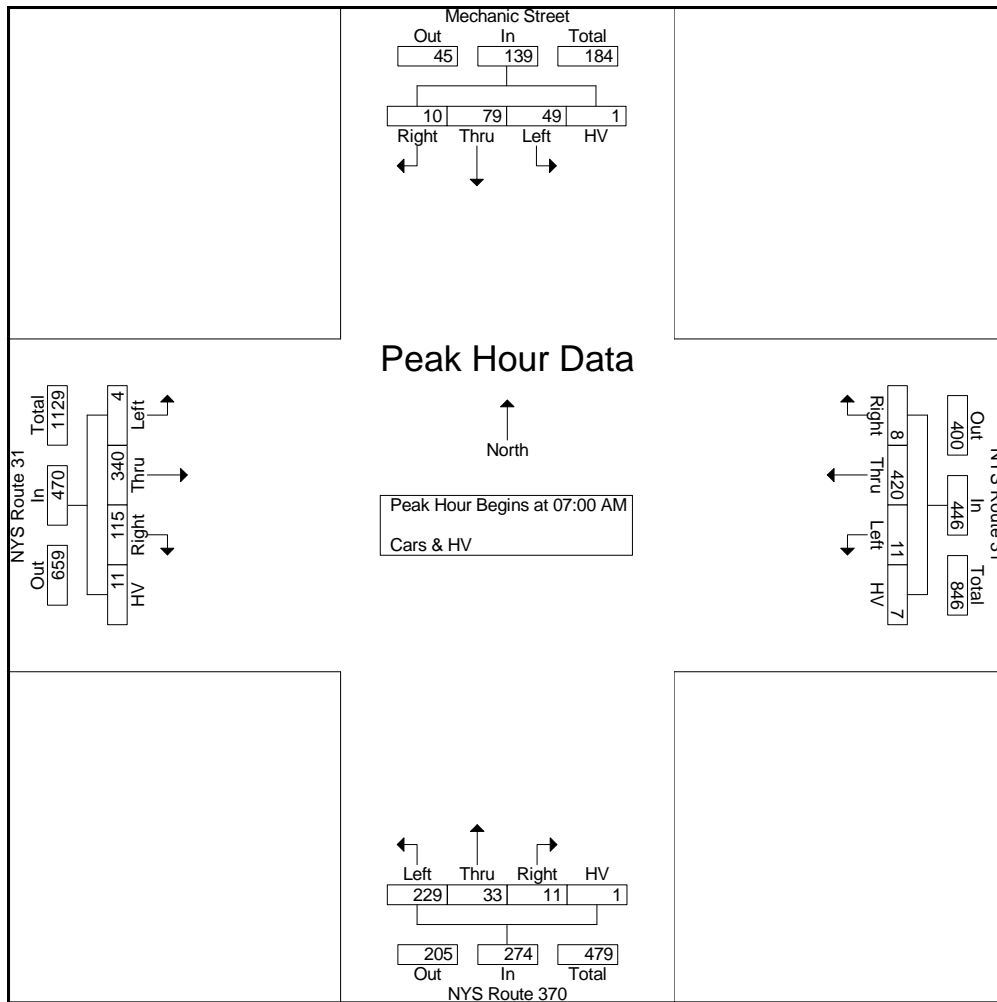 Mechanic Street
Out In Total
45 139 184
10 79 49 1
Right Thru Left HV
Peak Hour Data
North
Peak Hour Begins at 07:00 AM
Cars & HV
NYS Route 31
Total In Out
1129 470 659
4 340 115 11
Left Thru Right HV
NYS Route 31
Out In Total
400 446 846
Right Thru Left HV
8 420 11 7
Left Thru Right HV
229 33 11 1
205 274 479
Out In Total
NYS Route 370